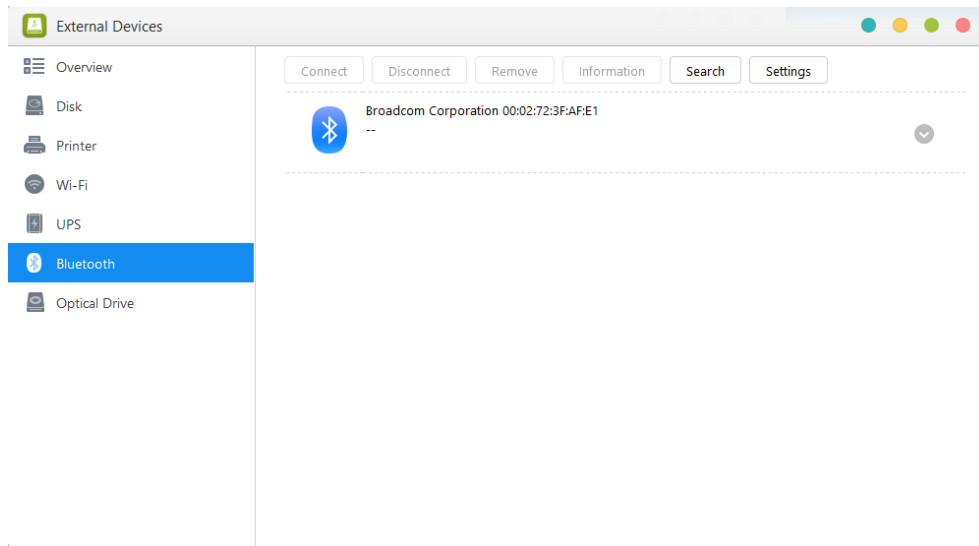 External Devices
Overview
Disk
Printer
Wi-Fi
UPS
Bluetooth
Optical Drive
Connect Disconnect Remove Information Search Settings
Broadcom Corporation 00:02:72:3F:AF:E1
--